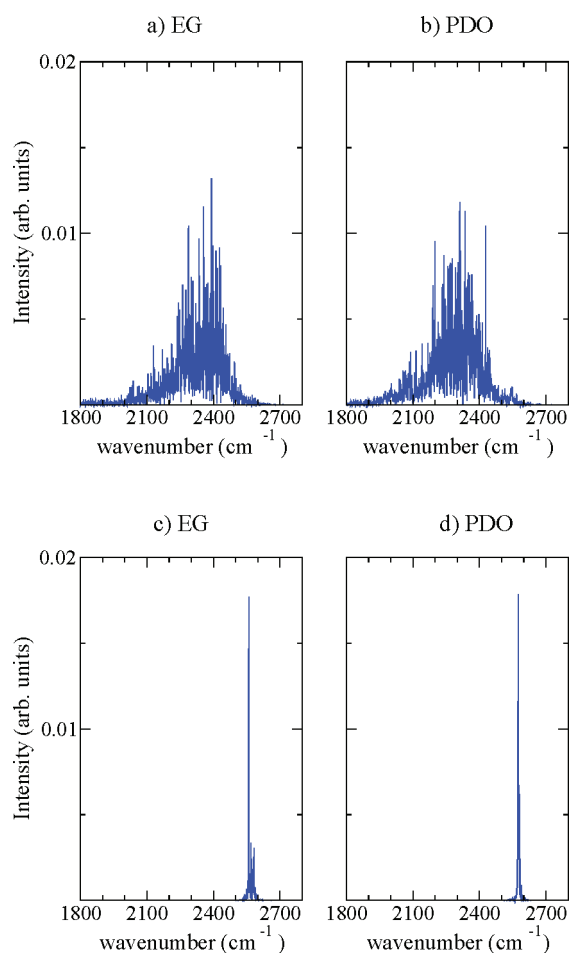 a) EG
b) PDO
0.02
0.01
Intensity (arb. units)
1800 2100 2400 2700
1800 2100 2400 2700
wavenumber (cm⁻¹)
wavenumber (cm⁻¹)
c) EG
d) PDO
0.02
0.01
Intensity (arb. units)
1800 2100 2400 2700
1800 2100 2400 2700
wavenumber (cm⁻¹)
wavenumber (cm⁻¹)